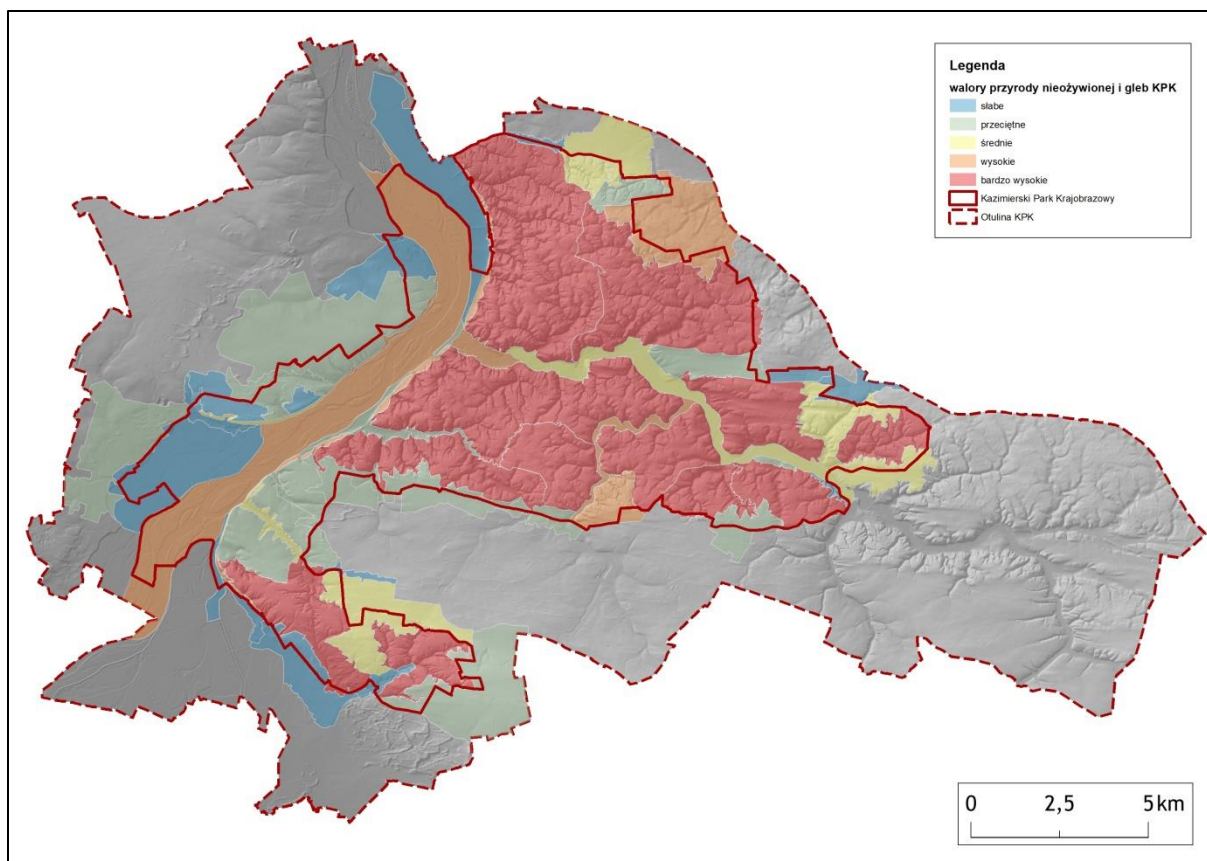 Legenda
walory przyrody nieożywionej i gleb KPK
słabe
przeciętne
średnie
wysokie
bardzo wysokie
Kazimierski Park Krajobrazowy
Otulina KPK
0 2,5 5 km